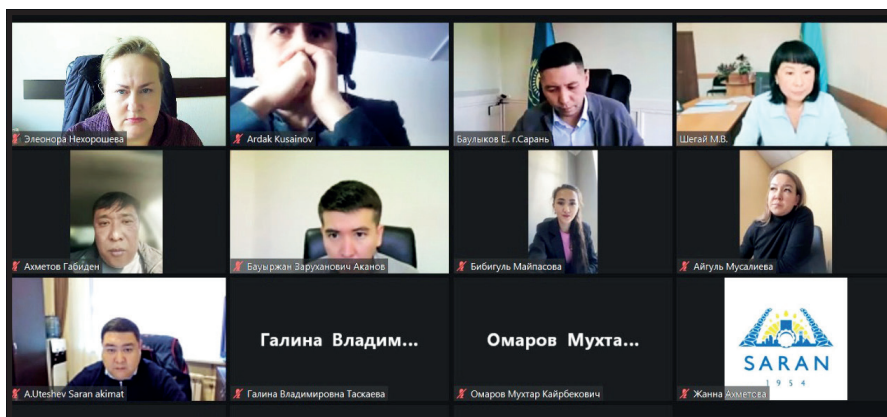 Элеонора Нехорошева
Ardak Kusainov
Баулыков Е.. г.Сарань
Шегай М.В.
Ахметов Габиден
Бауыржан Заруханович Аканов
Бибигуль Майпасова
Айгуль Мусалиева
A.Uteshev Saran akimat
Галина Владим...
Галина Владимировна Таскаева
Омаров Мухта...
Омаров Мухтар Кайрбекович
SARAN
1954
Жанна Ахметова